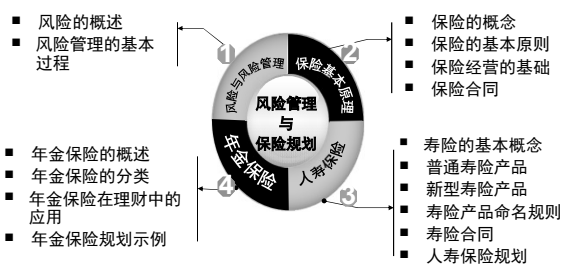 风险的概述
风险管理的基本
过程
1
风险与风险管理
保险的概念
保险的基本原则
保险经营的基础
保险合同
2
保险基本原理
风险管理
与
保险规划
年金保险的概述
年金保险的分类
年金保险在理财中的
应用
年金保险规划示例
4
年金保险
寿险的基本概念
普通寿险产品
新型寿险产品
寿险产品命名规则
寿险合同
人寿保险规划
3
人寿保险